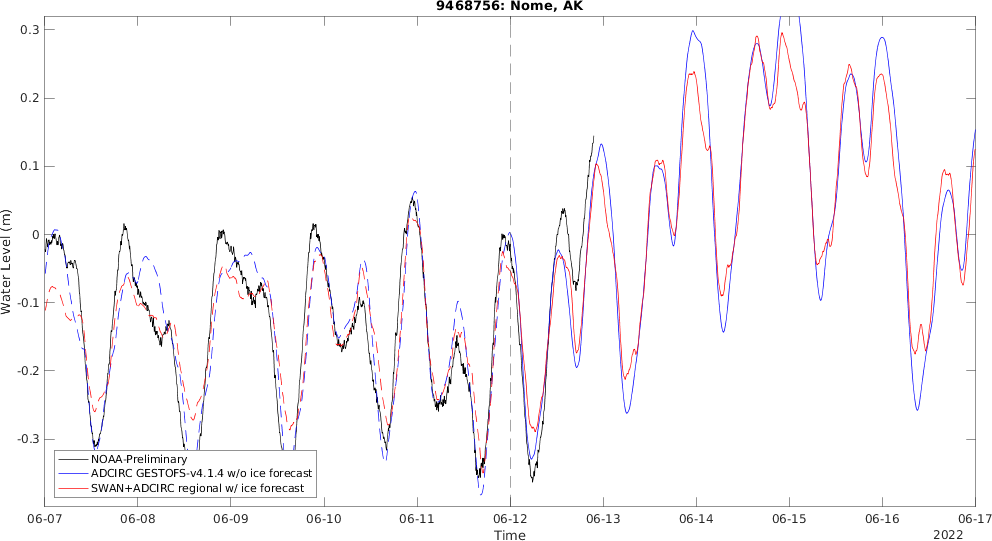 9468756: Nome, AK
Water Level (m)
0.3
0.2
0.1
0
-0.1
-0.2
-0.3
NOAA-Preliminary
ADCIRC GESTOFS-v4.1.4 w/o ice forecast
SWAN+ADCIRC regional w/ ice forecast
06-07 06-08 06-09 06-10 06-11 06-12 06-13 06-14 06-15 06-16 06-17
Time
2022